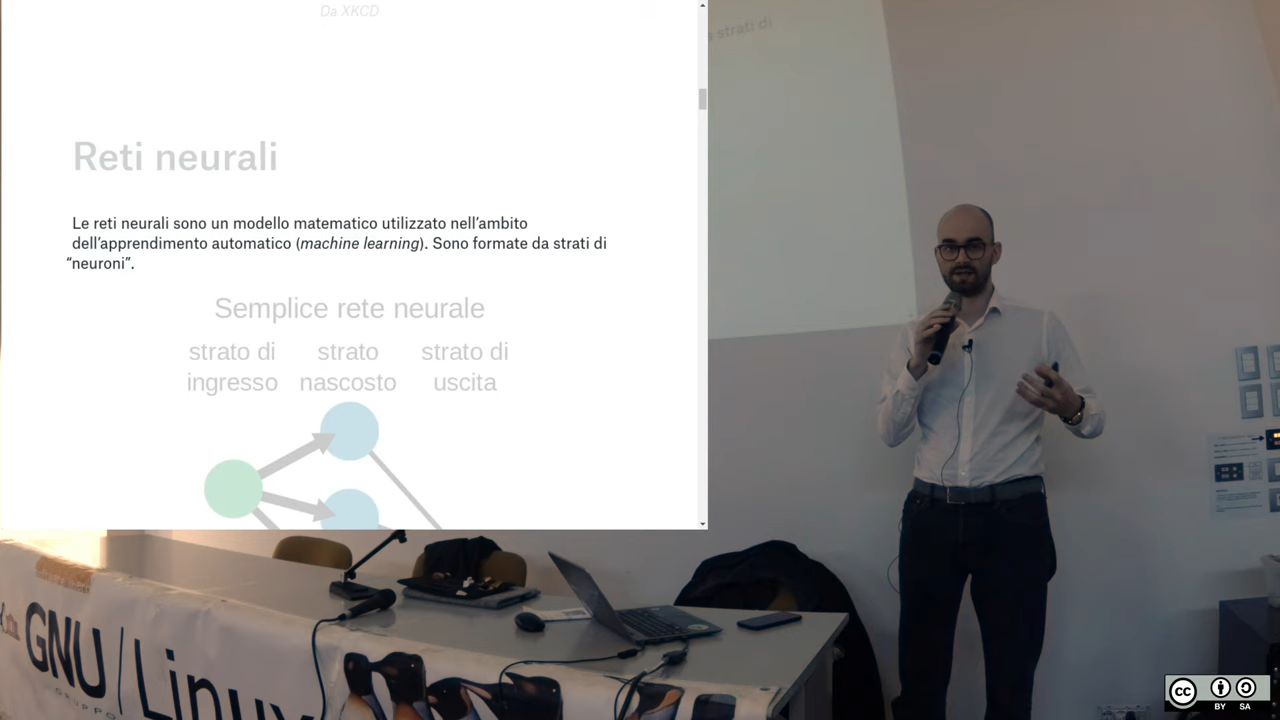 Da XKCD
Reti neurali
Le reti neurali sono un modello matematico utilizzato nell'ambito
dell'apprendimento automatico (machine learning). Sono formate da strati di
“neuroni”.
Semplice rete neurale
strato di strato strato di
ingresso nascosto uscita
strati di
GNU/Linux
GRUPPO
cc
BY SA